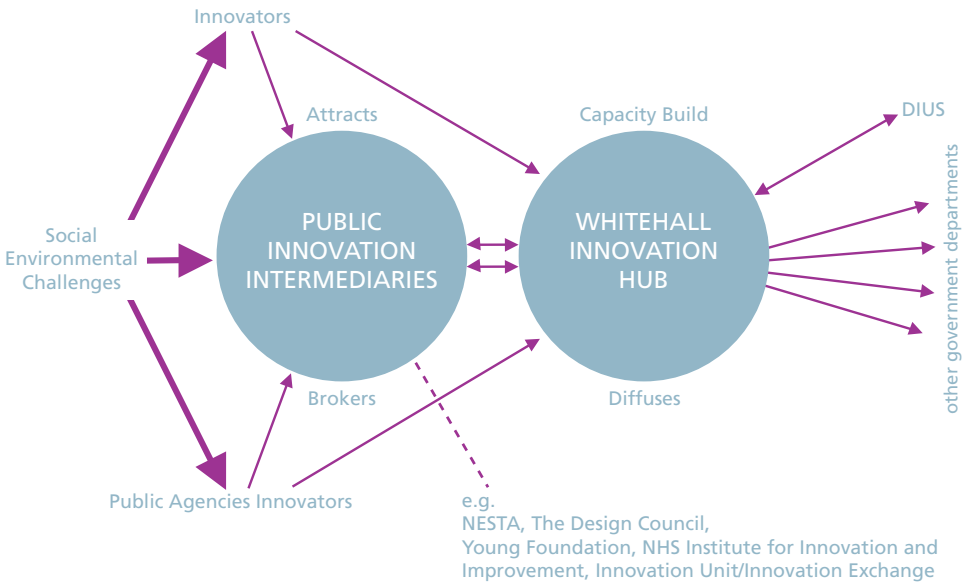 Innovators
Attracts
Capacity Build
DIUS
other government departments
Social
Environmental
Challenges
PUBLIC
INNOVATION
INTERMEDIARIES
WHITEHALL
INNOVATION
HUB
Brokers
Diffuses
Public Agencies Innovators
e.g.
NESTA, The Design Council,
Young Foundation, NHS Institute for Innovation and
Improvement, Innovation Unit/Innovation Exchange